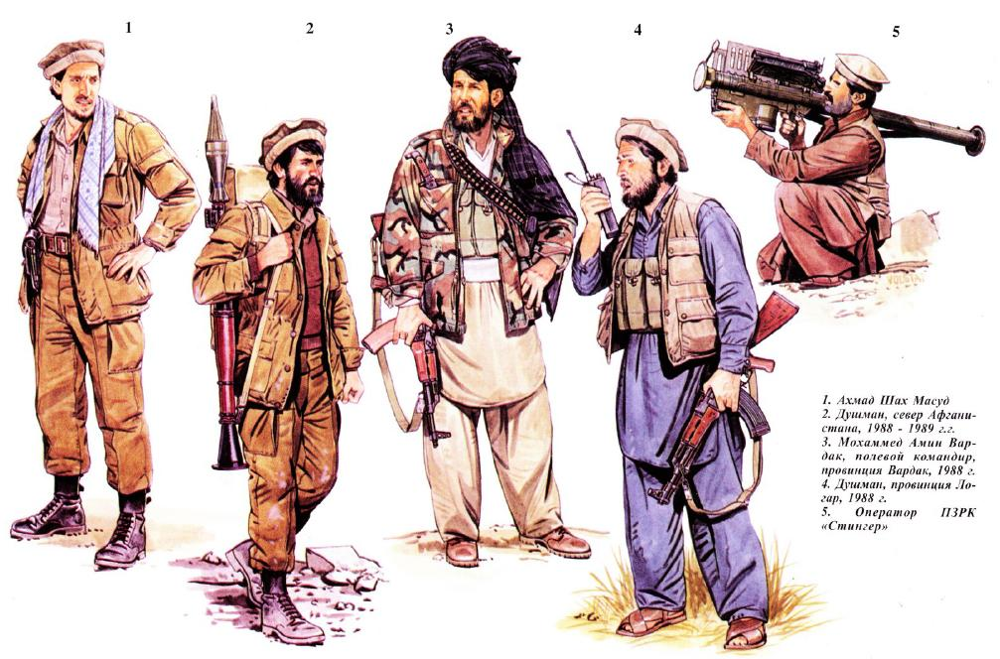 1
2
3
4
5
1. Ахмад Шах Масуд
2. Душман, север Афгани-
стана, 1988 - 1989 г.г.
3. Мохаммед Амин Вар-
дак, полевой командир,
провинция Вардак, 1988 г.
4. Душман, провинция Ло-
гар, 1988 г.
5. Оператор ПЗРК
«Стингер»